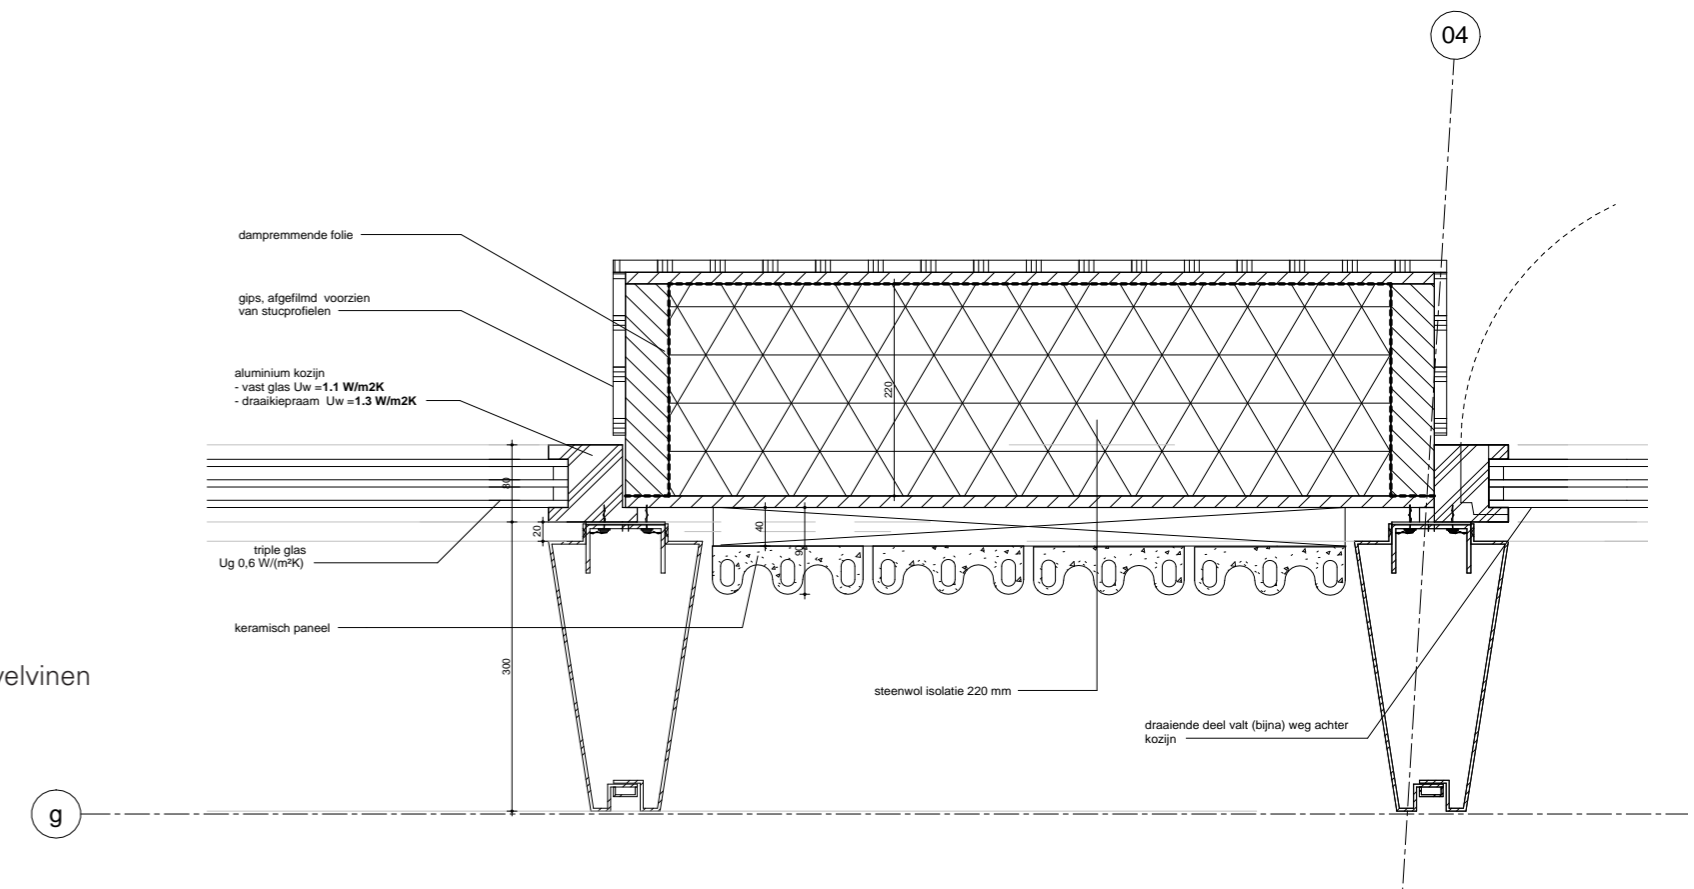 04
dampremmende folie
gips, afgefilmd voorzien
van stucprofielen
aluminium kozijn
- vast glas Uw =1.1 W/m2K
- draaikiepraam Uw =1.3 W/m2K
220
80
40
20
triple glas
Ug 0,6 W/(m²K)
keramisch paneel
300
velvinen
steenwol isolatie 220 mm
draaiende deel valt (bijna) weg achter
kozijn
g